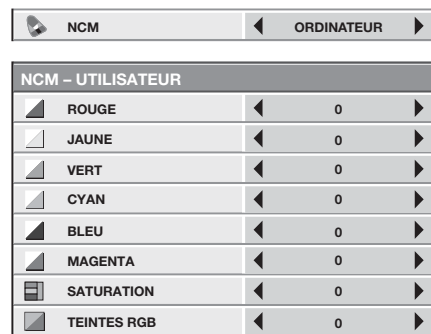 NCM ORDINATEUR
NCM – UTILISATEUR
ROUGE 0
JAUNE 0
VERT 0
CYAN 0
BLEU 0
MAGENTA 0
SATURATION 0
TEINTES RGB 0